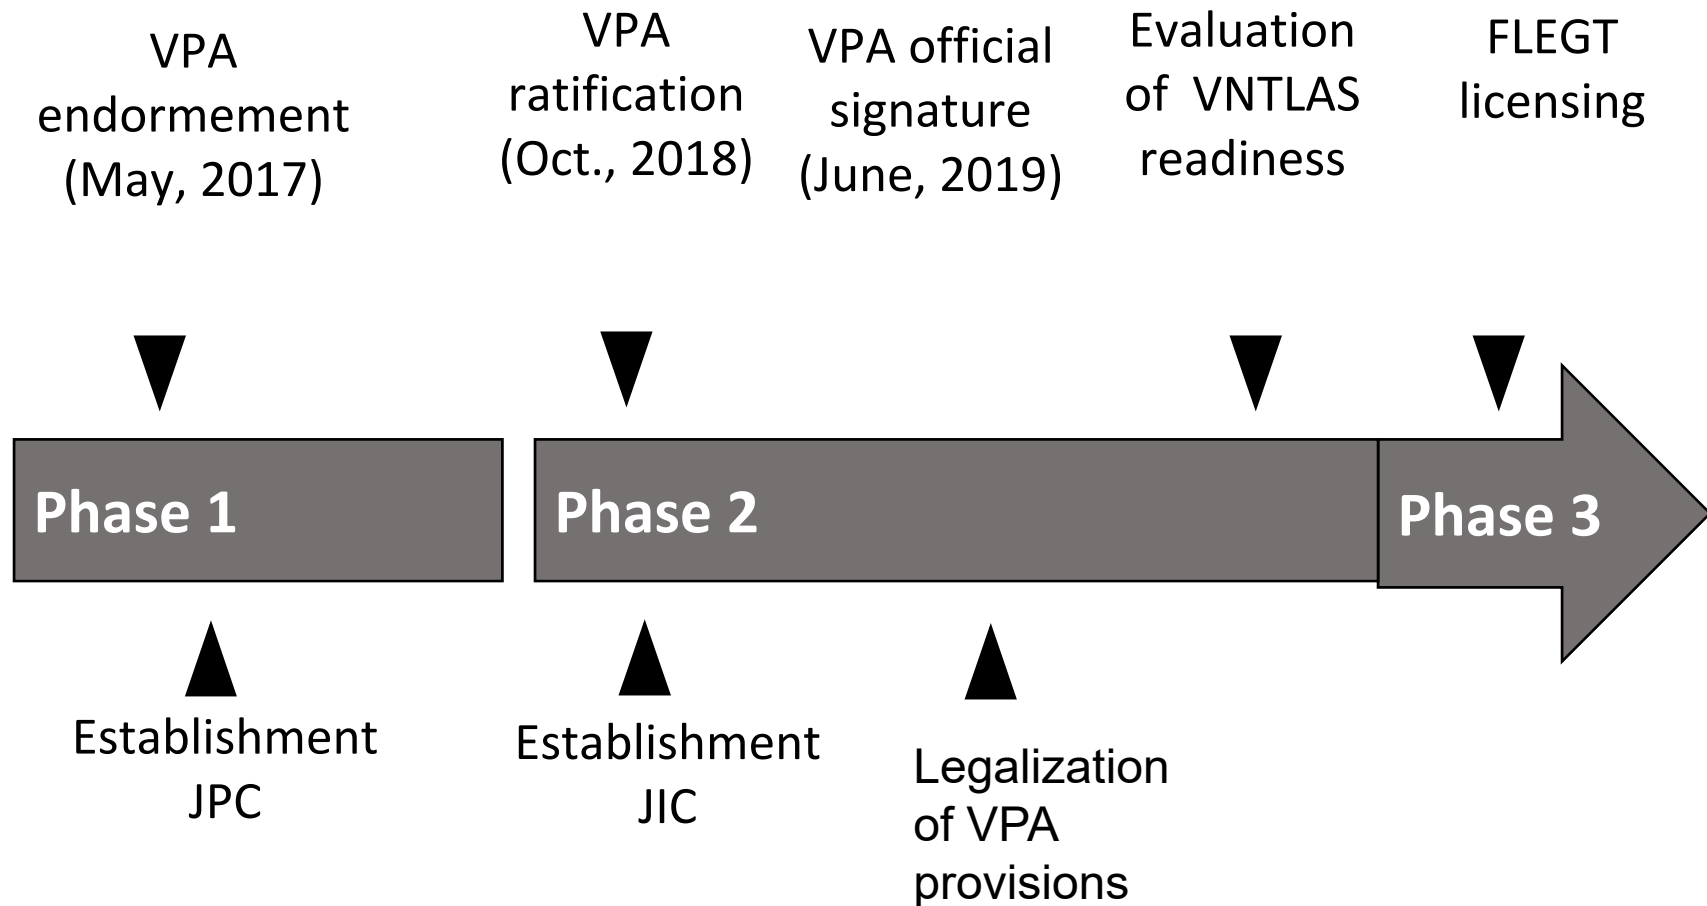 VPA
endormement
(May, 2017)
VPA
ratification
(Oct., 2018)
VPA official
signature
(June, 2019)
Evaluation
of VNTLAS
readiness
FLEGT
licensing
Phase 1
Phase 2
Phase 3
Establishment
JPC
Establishment
JIC
Legalization
of VPA
provisions